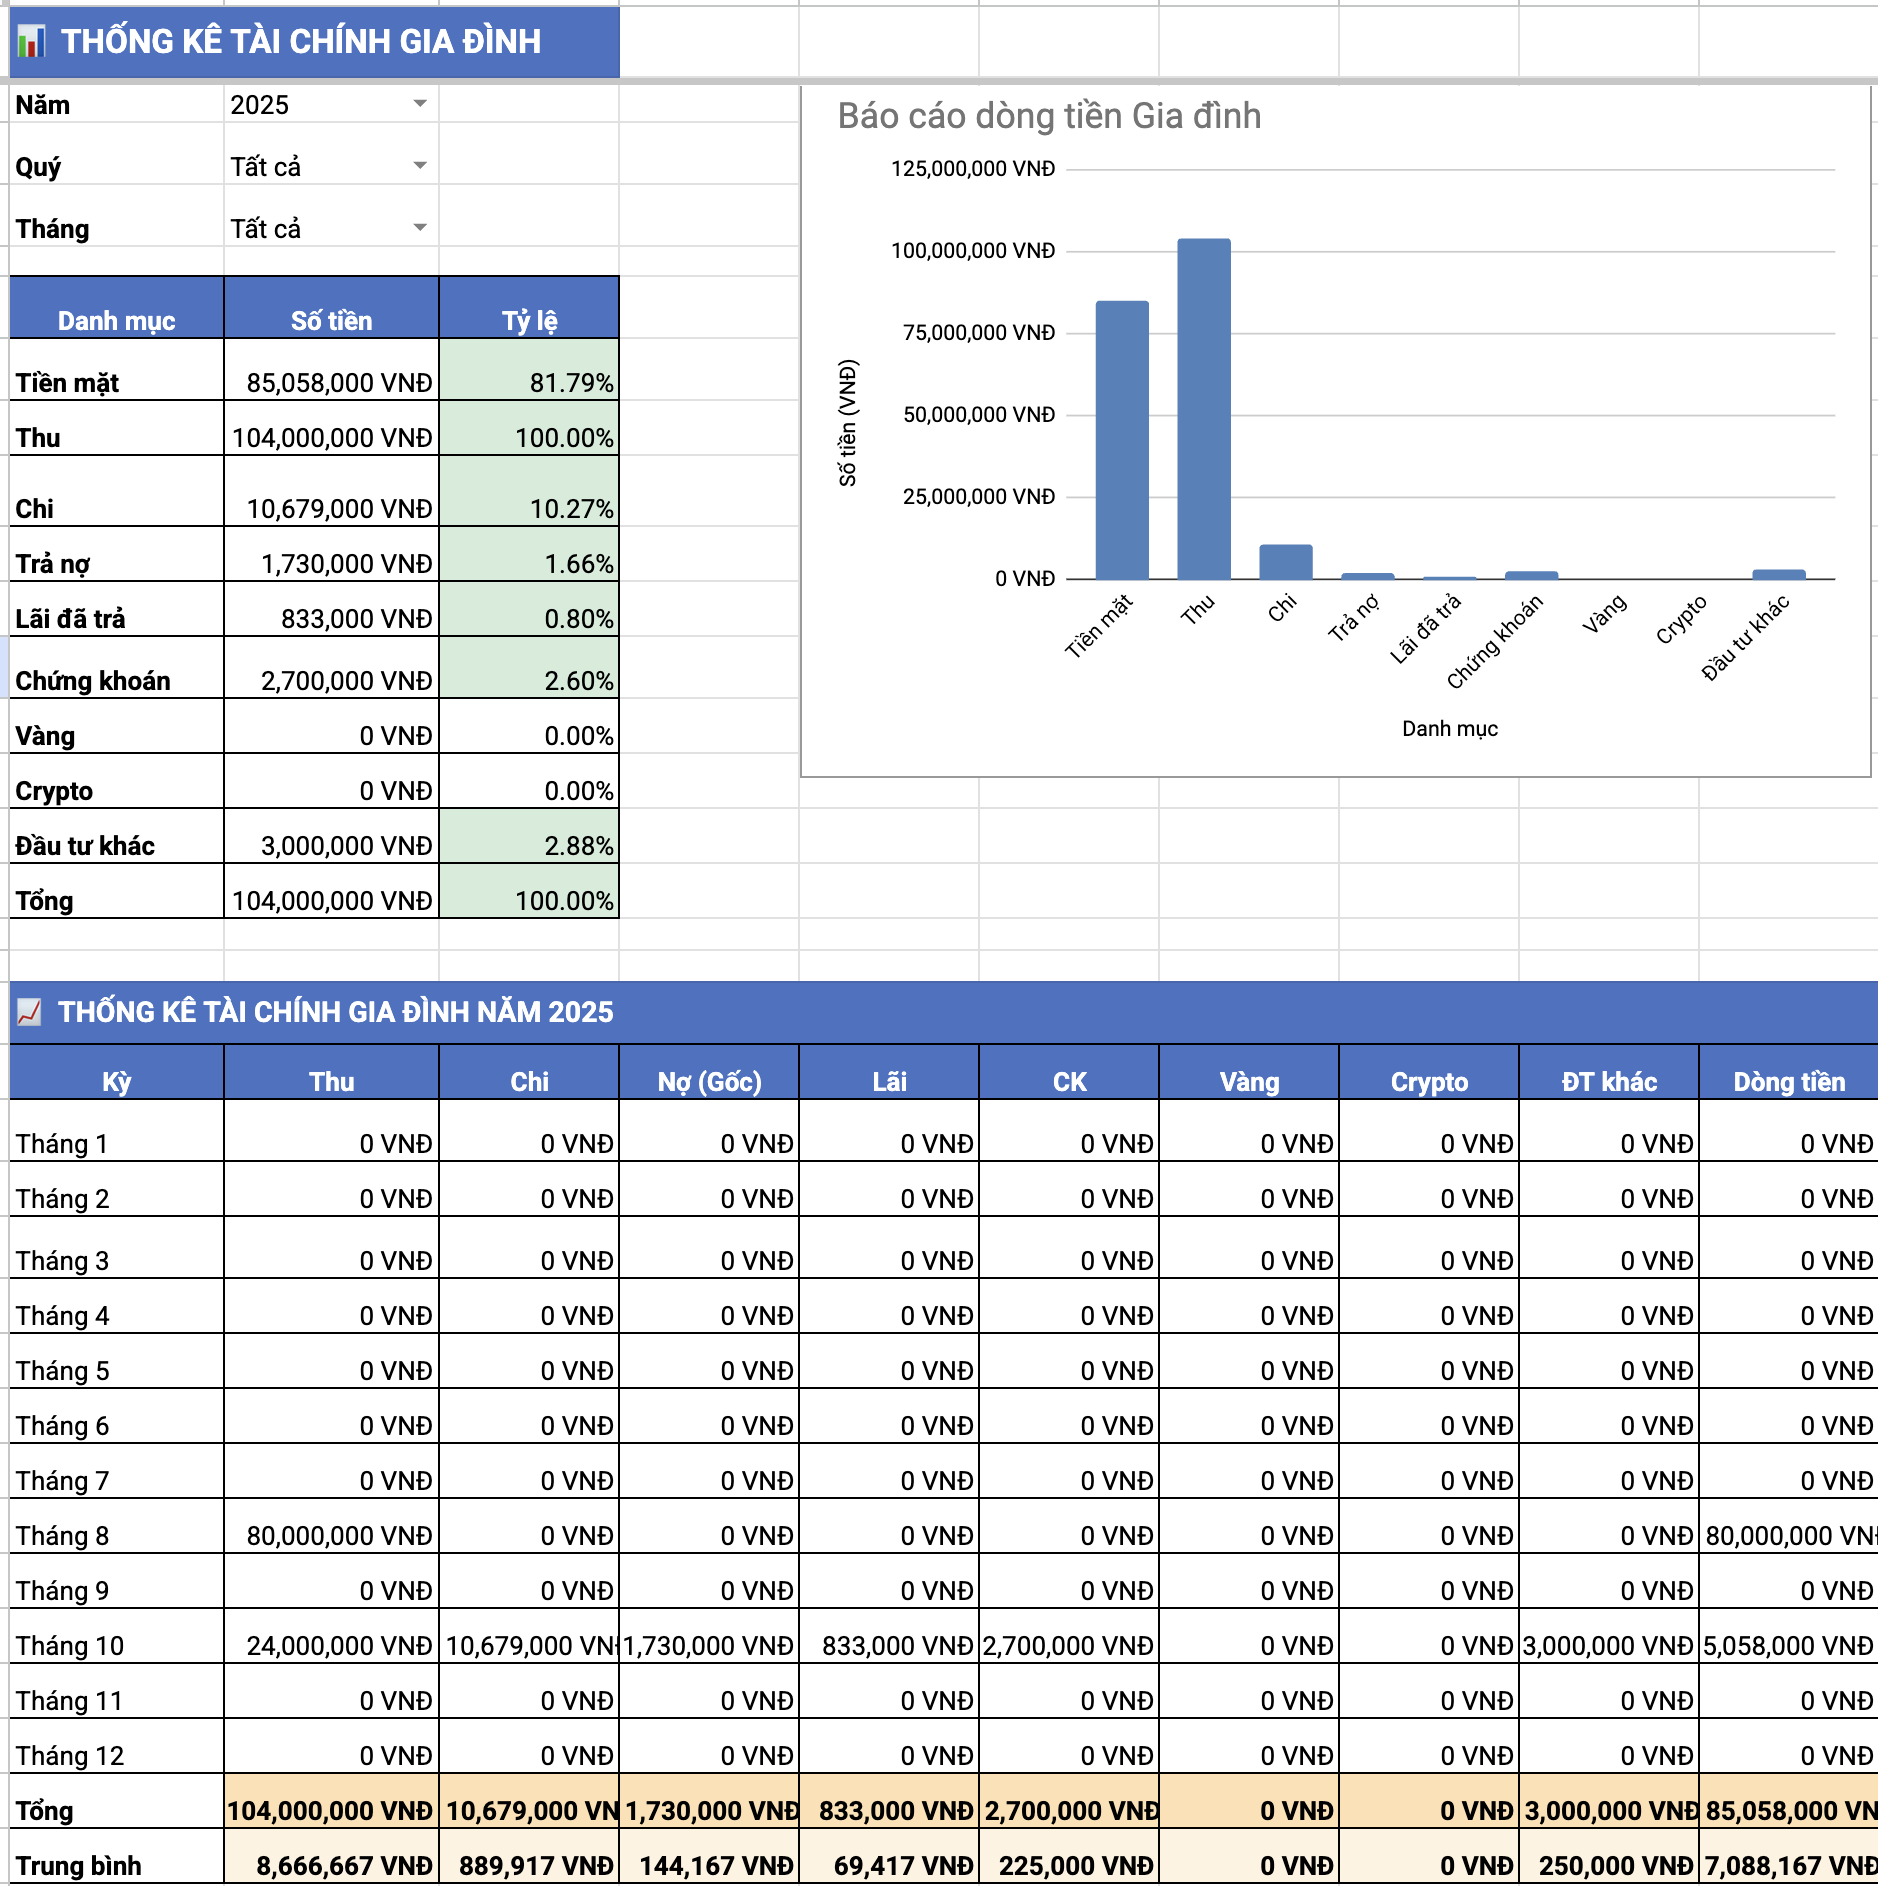 📊 THỐNG KÊ TÀI CHÍNH GIA ĐÌNH
Năm 2025
Quý Tất cả
Tháng Tất cả
Danh mục Số tiền Tỷ lệ
Tiền mặt 85,058,000 VNĐ 81.79%
Thu 104,000,000 VNĐ 100.00%
Chi 10,679,000 VNĐ 10.27%
Trả nợ 1,730,000 VNĐ 1.66%
Lãi đã trả 833,000 VNĐ 0.80%
Chứng khoán 2,700,000 VNĐ 2.60%
Vàng 0 VNĐ 0.00%
Crypto 0 VNĐ 0.00%
Đầu tư khác 3,000,000 VNĐ 2.88%
Tổng 104,000,000 VNĐ 100.00%
Báo cáo dòng tiền Gia đình
Số tiền (VNĐ)
125,000,000 VNĐ
100,000,000 VNĐ
75,000,000 VNĐ
50,000,000 VNĐ
25,000,000 VNĐ
0 VNĐ
Tiền mặt
Thu
Chi
Trả nợ
Lãi đã trả
Chứng khoán
Vàng
Crypto
Đầu tư khác
Danh mục
📈 THỐNG KÊ TÀI CHÍNH GIA ĐÌNH NĂM 2025
Kỳ Thu Chi Nợ (Gốc) Lãi CK Vàng Crypto ĐT khác Dòng tiền
Tháng 1 0 VNĐ 0 VNĐ 0 VNĐ 0 VNĐ 0 VNĐ 0 VNĐ 0 VNĐ 0 VNĐ 0 VNĐ
Tháng 2 0 VNĐ 0 VNĐ 0 VNĐ 0 VNĐ 0 VNĐ 0 VNĐ 0 VNĐ 0 VNĐ 0 VNĐ
Tháng 3 0 VNĐ 0 VNĐ 0 VNĐ 0 VNĐ 0 VNĐ 0 VNĐ 0 VNĐ 0 VNĐ 0 VNĐ
Tháng 4 0 VNĐ 0 VNĐ 0 VNĐ 0 VNĐ 0 VNĐ 0 VNĐ 0 VNĐ 0 VNĐ 0 VNĐ
Tháng 5 0 VNĐ 0 VNĐ 0 VNĐ 0 VNĐ 0 VNĐ 0 VNĐ 0 VNĐ 0 VNĐ 0 VNĐ
Tháng 6 0 VNĐ 0 VNĐ 0 VNĐ 0 VNĐ 0 VNĐ 0 VNĐ 0 VNĐ 0 VNĐ 0 VNĐ
Tháng 7 0 VNĐ 0 VNĐ 0 VNĐ 0 VNĐ 0 VNĐ 0 VNĐ 0 VNĐ 0 VNĐ 0 VNĐ
Tháng 8 80,000,000 VNĐ 0 VNĐ 0 VNĐ 0 VNĐ 0 VNĐ 0 VNĐ 0 VNĐ 0 VNĐ 80,000,000 VNĐ
Tháng 9 0 VNĐ 0 VNĐ 0 VNĐ 0 VNĐ 0 VNĐ 0 VNĐ 0 VNĐ 0 VNĐ 0 VNĐ
Tháng 10 24,000,000 VNĐ 10,679,000 VNĐ 1,730,000 VNĐ 833,000 VNĐ 2,700,000 VNĐ 0 VNĐ 0 VNĐ 3,000,000 VNĐ 5,058,000 VNĐ
Tháng 11 0 VNĐ 0 VNĐ 0 VNĐ 0 VNĐ 0 VNĐ 0 VNĐ 0 VNĐ 0 VNĐ 0 VNĐ
Tháng 12 0 VNĐ 0 VNĐ 0 VNĐ 0 VNĐ 0 VNĐ 0 VNĐ 0 VNĐ 0 VNĐ 0 VNĐ
Tổng 104,000,000 VNĐ 10,679,000 VN 1,730,000 VNĐ 833,000 VNĐ 2,700,000 VNĐ 0 VNĐ 0 VNĐ 3,000,000 VNĐ 85,058,000 VN
Trung bình 8,666,667 VNĐ 889,917 VNĐ 144,167 VNĐ 69,417 VNĐ 225,000 VNĐ 0 VNĐ 0 VNĐ 250,000 VNĐ 7,088,167 VNĐ